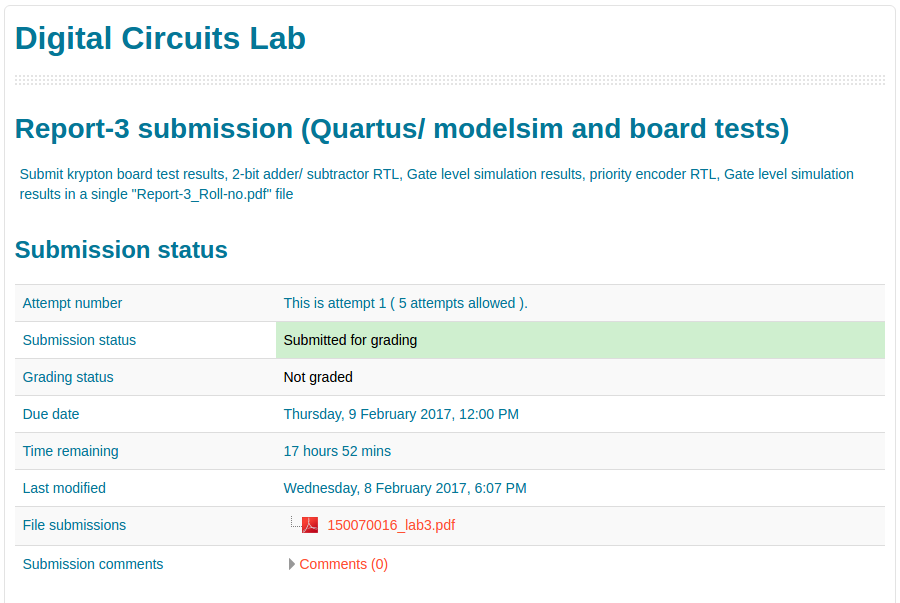 Digital Circuits Lab
Report-3 submission (Quartus/ modelsim and board tests)
Submit krypton board test results, 2-bit adder/ subtractor RTL, Gate level simulation results, priority encoder RTL, Gate level simulation
results in a single "Report-3_Roll-no.pdf" file
Submission status
Attempt number This is attempt 1 ( 5 attempts allowed ).
Submission status Submitted for grading
Grading status Not graded
Due date Thursday, 9 February 2017, 12:00 PM
Time remaining 17 hours 52 mins
Last modified Wednesday, 8 February 2017, 6:07 PM
File submissions 150070016_lab3.pdf
Submission comments Comments (0)